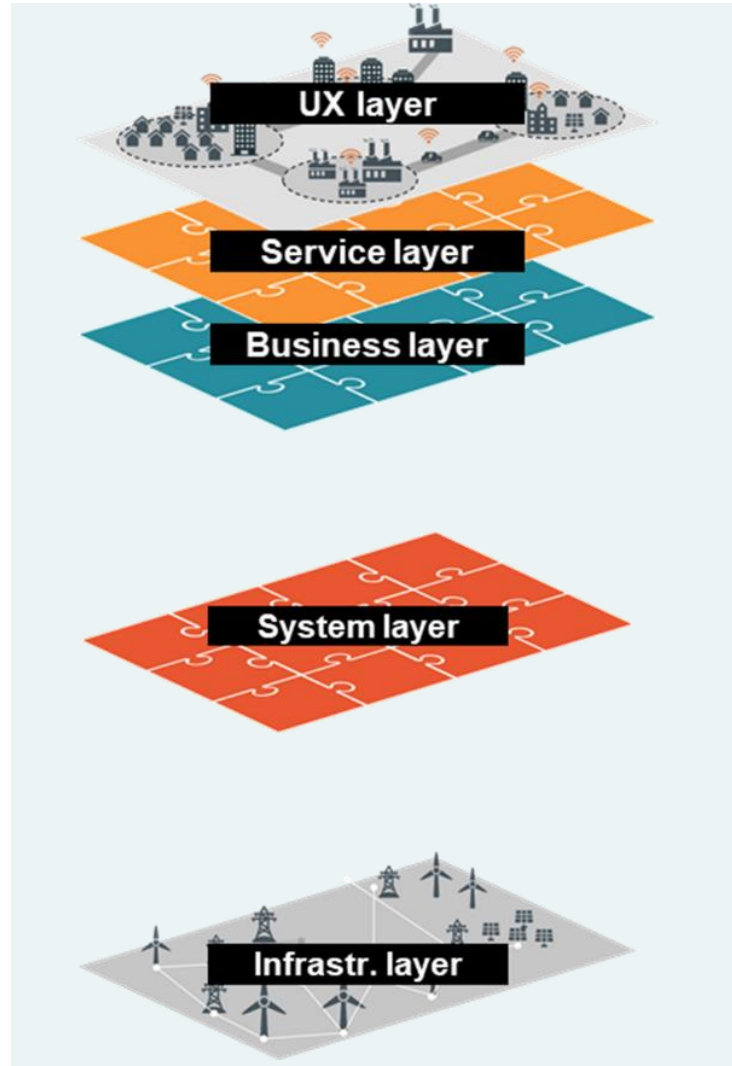 UX layer
Service layer
Business layer
System layer
Infrastr. layer